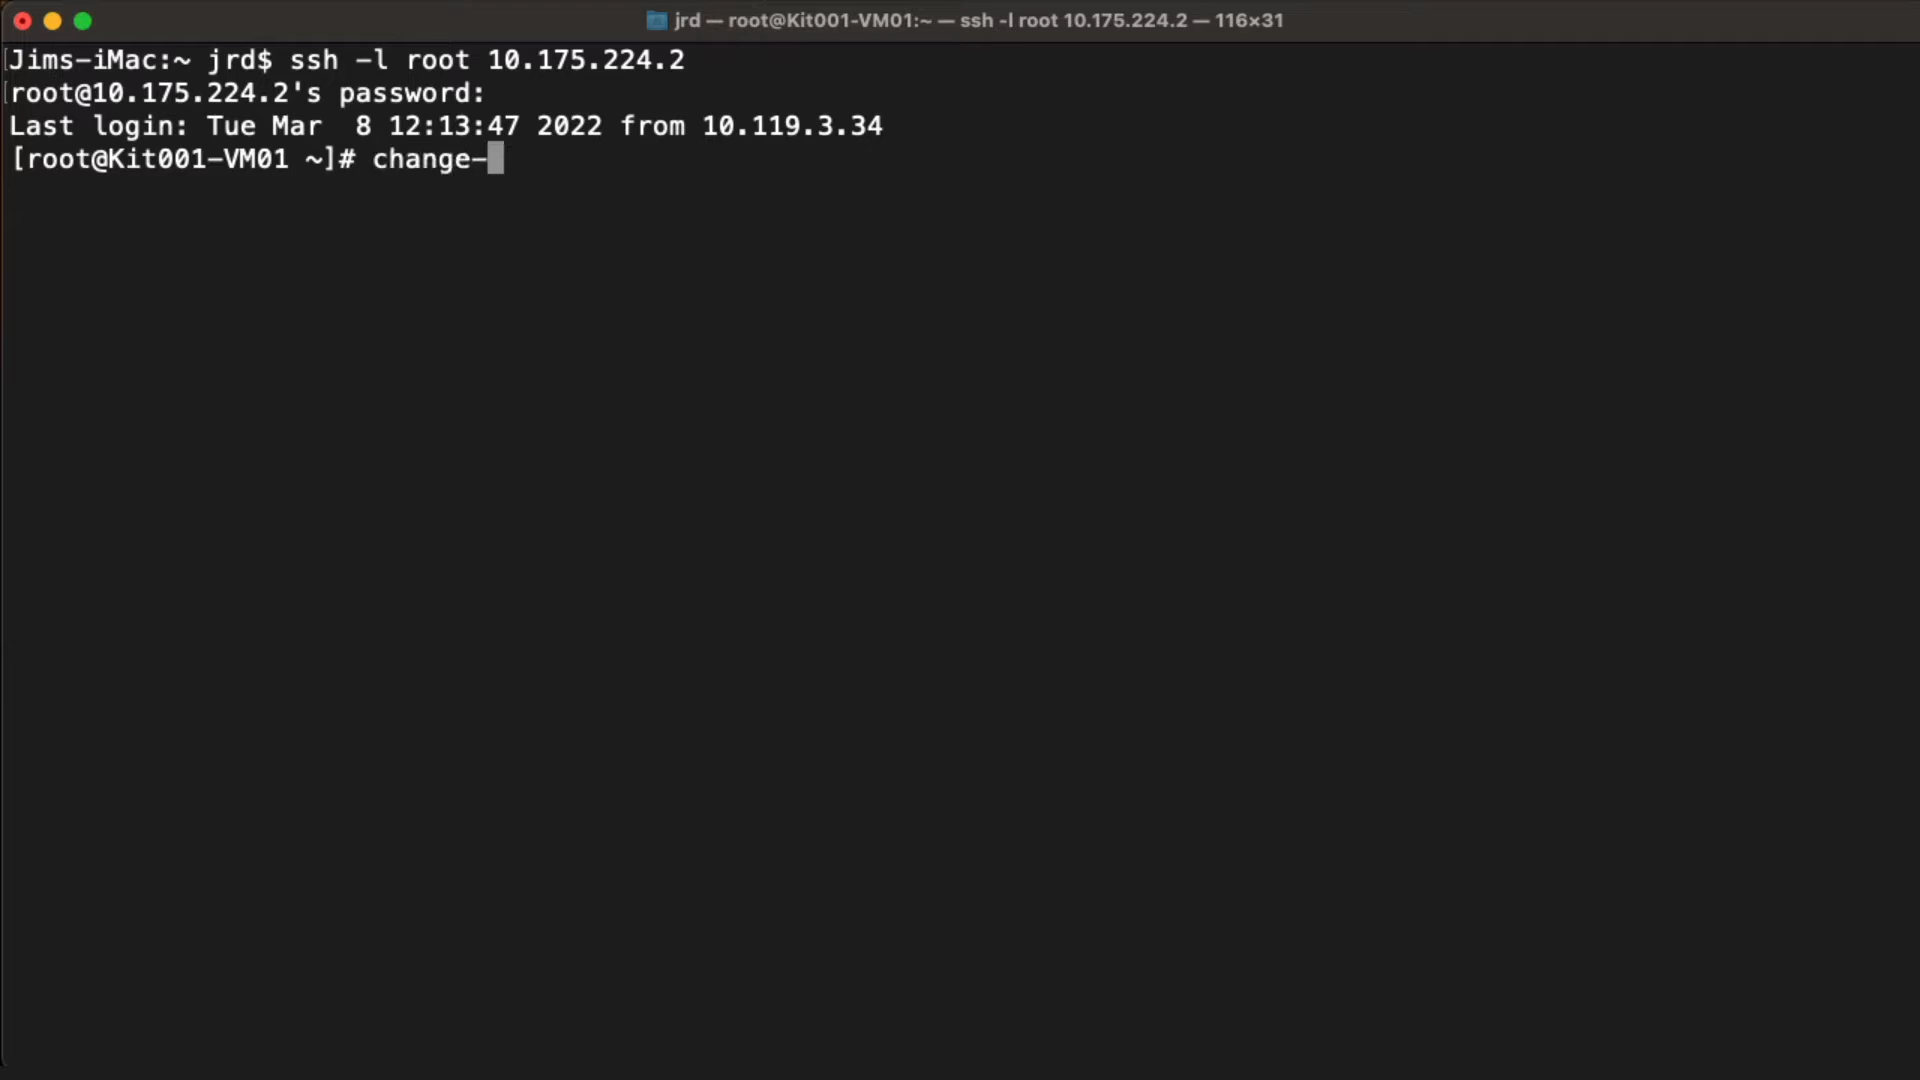 jrd — root@Kit001-VM01:~ — ssh -l root 10.175.224.2 — 116×31
[Jims-iMac:~ jrd$ ssh -l root 10.175.224.2
[root@10.175.224.2's password:
Last login: Tue Mar  8 12:13:47 2022 from 10.119.3.34
[root@Kit001-VM01 ~]# change-